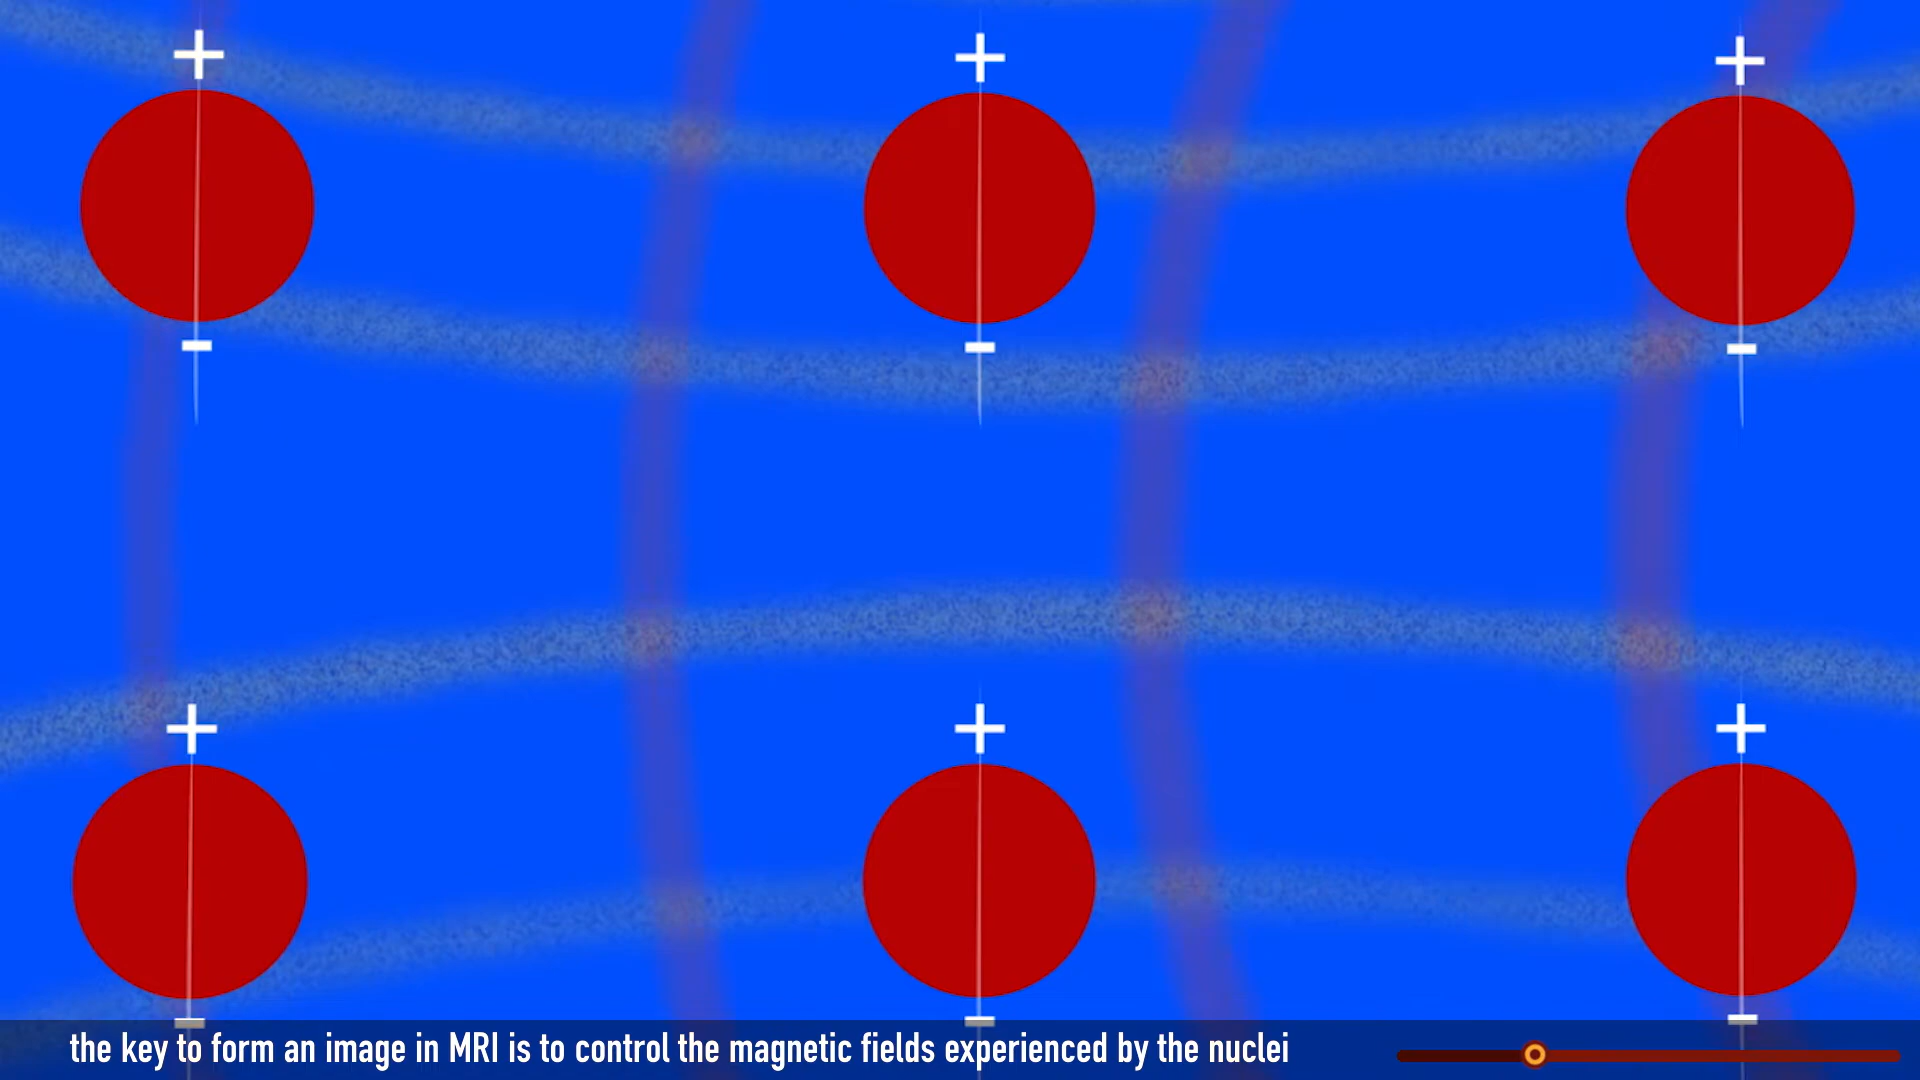 + + +
- - -
+ + +
- - -
the key to form an image in MRI is to control the magnetic fields experienced by the nuclei